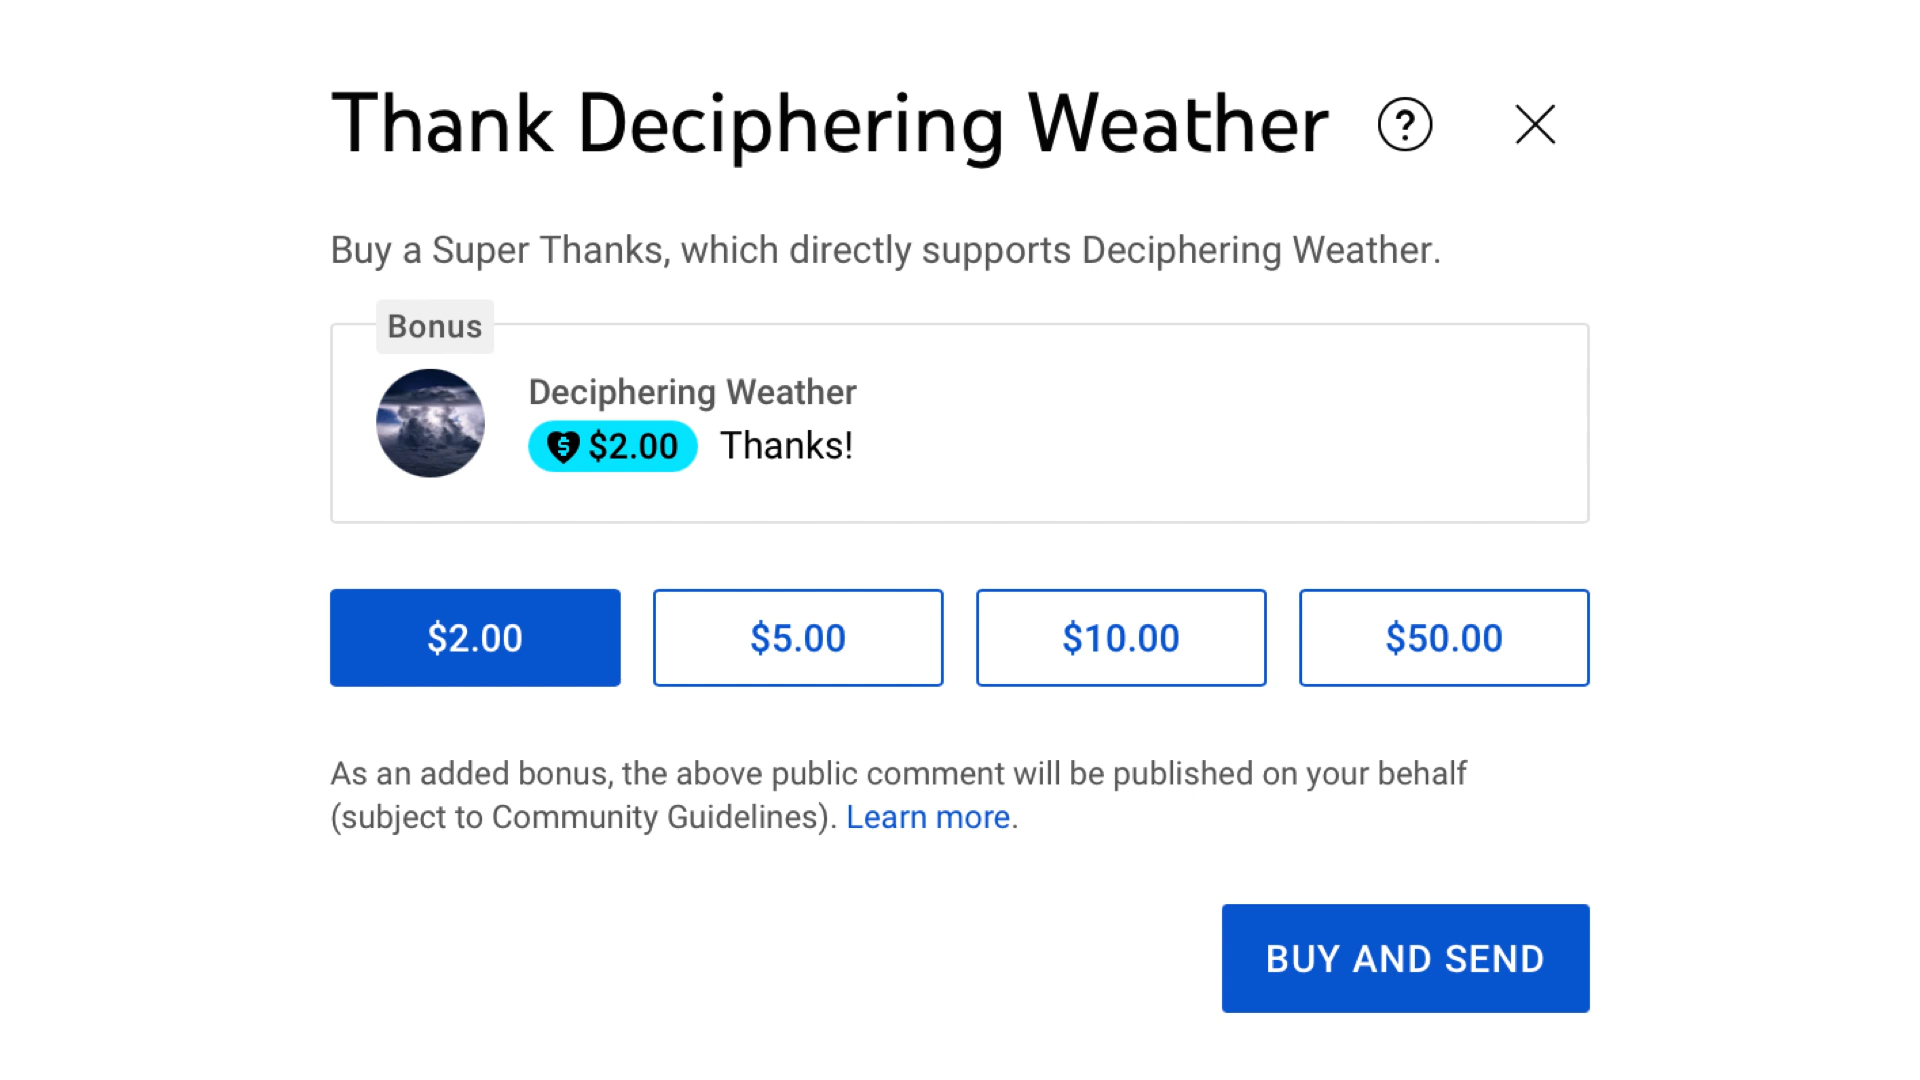 Thank Deciphering Weather ?
Buy a Super Thanks, which directly supports Deciphering Weather.
Bonus
Deciphering Weather
$ $2.00 Thanks!
$2.00 $5.00 $10.00 $50.00
As an added bonus, the above public comment will be published on your behalf
(subject to Community Guidelines). Learn more.
BUY AND SEND